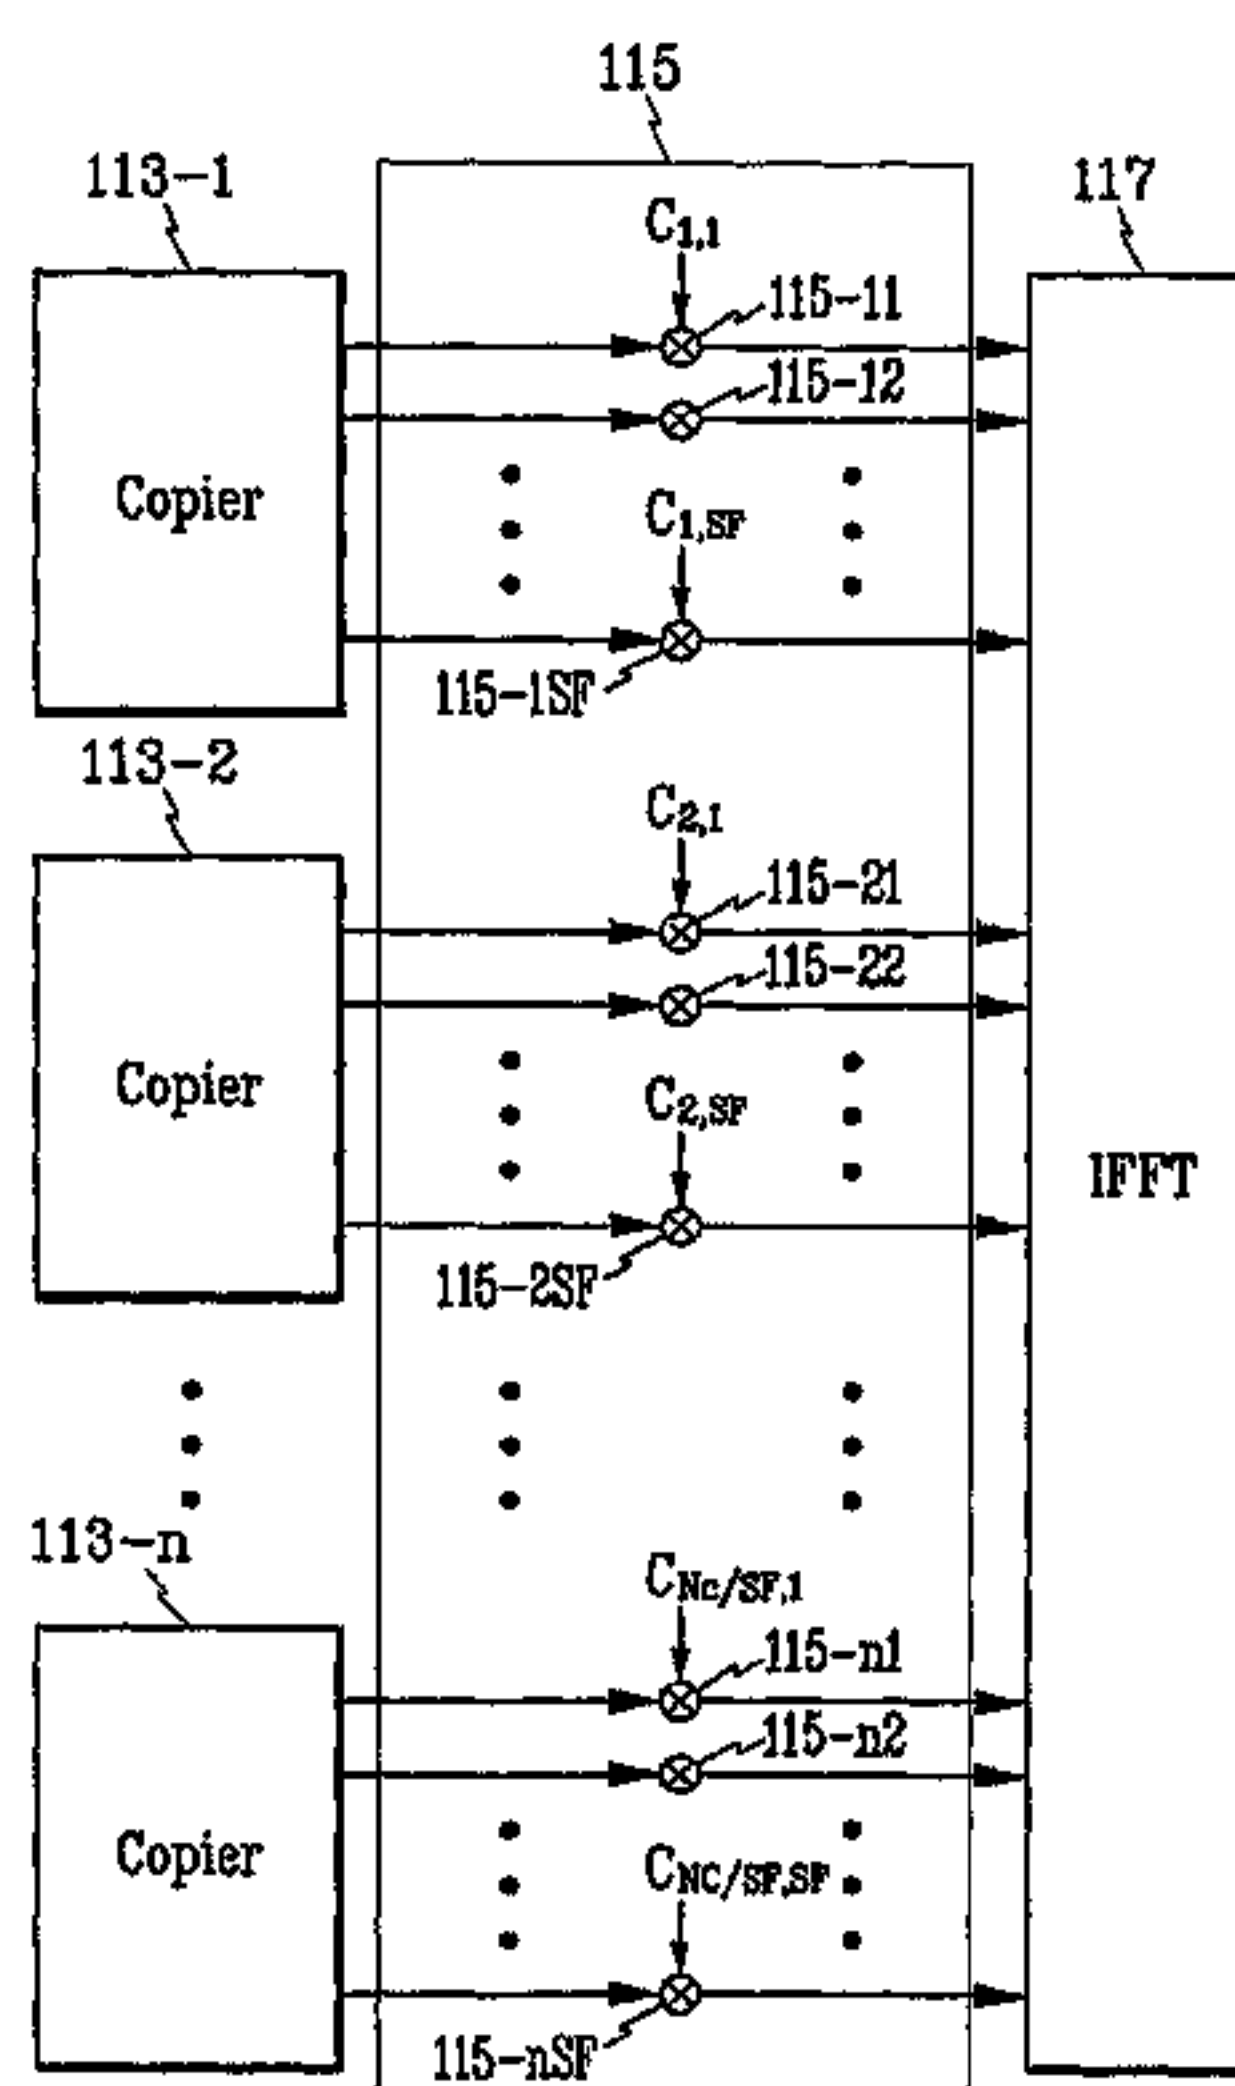 115
113-1
117
C1,1
115-11
115-12
Copier
C1,SF
115-1SF
113-2
C2,1
115-21
115-22
Copier
C2,SF
115-2SF
IFFT
113-n
CNc/SF,1
115-n1
115-n2
Copier
CNC/SF,SF
115-nSF